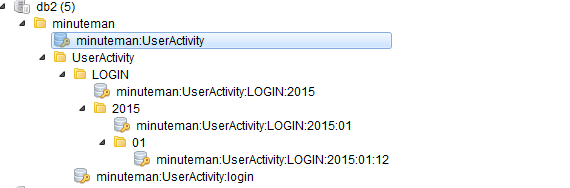 db2 (5)
minuteman
minuteman:UserActivity
UserActivity
LOGIN
minuteman:UserActivity:LOGIN:2015
2015
minuteman:UserActivity:LOGIN:2015:01
01
minuteman:UserActivity:LOGIN:2015:01:12
minuteman:UserActivity:login